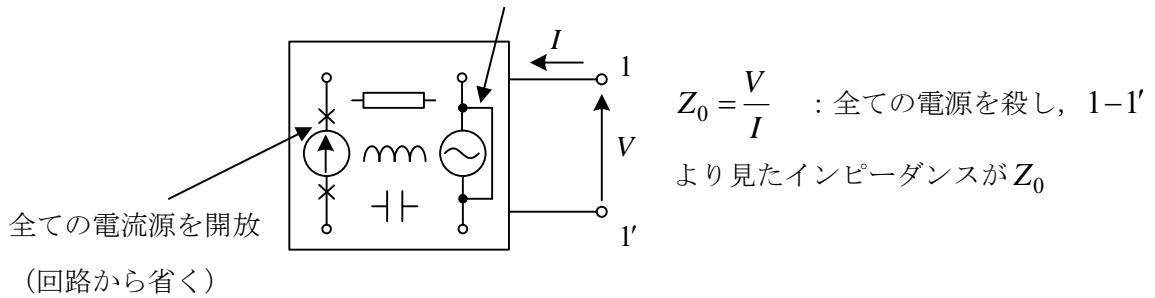 I
1
V
1′
Z₀ = V/I ：全ての電源を殺し，1−1′
より見たインピーダンスが Z₀
全ての電流源を開放
（回路から省く）